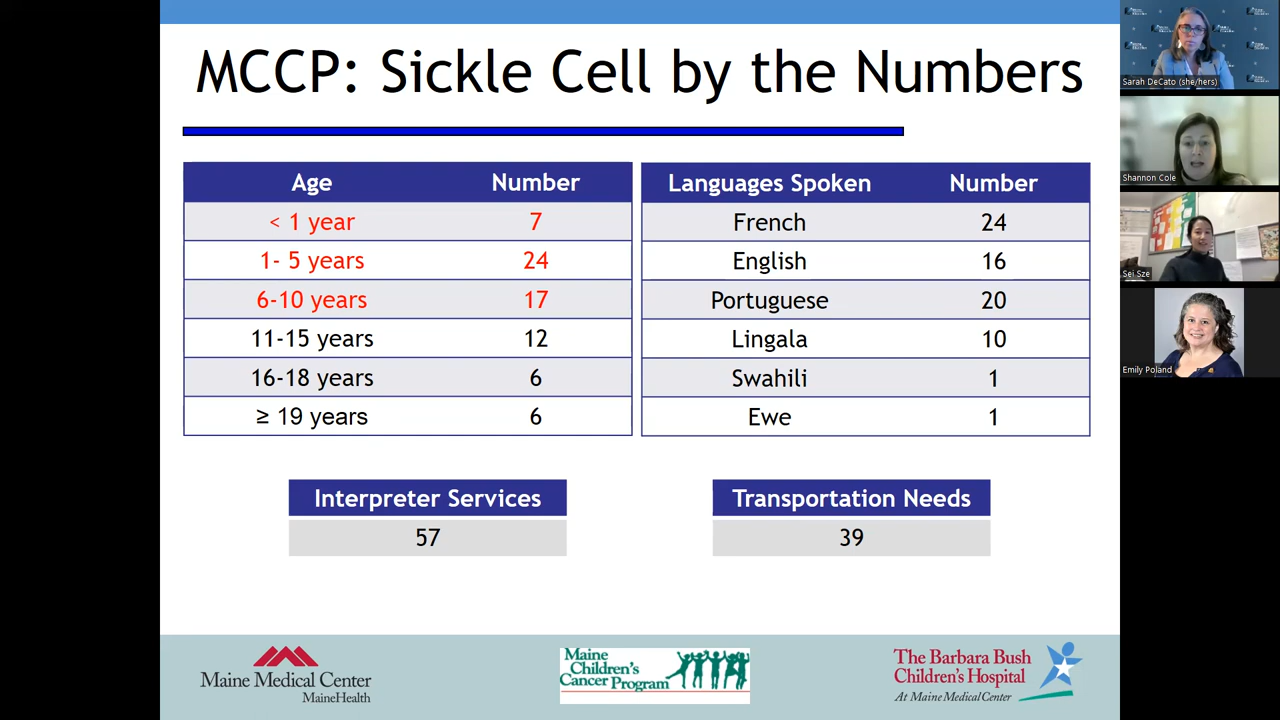 MCCP: Sickle Cell by the Numbers
Age Number
< 1 year 7
1- 5 years 24
6-10 years 17
11-15 years 12
16-18 years 6
≥ 19 years 6
Languages Spoken Number
French 24
English 16
Portuguese 20
Lingala 10
Swahili 1
Ewe 1
Interpreter Services
57
Transportation Needs
39
Maine Medical Center
MaineHealth
Maine
Children's
Cancer Program
The Barbara Bush
Children's Hospital
At Maine Medical Center
Sarah DeCato (she/hers)
Shannon Cole
Sei Sze
Emily Poland